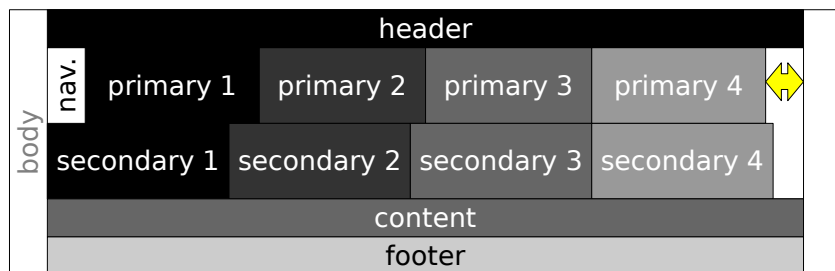 header
body
nav.
primary 1 primary 2 primary 3 primary 4
secondary 1 secondary 2 secondary 3 secondary 4
content
footer